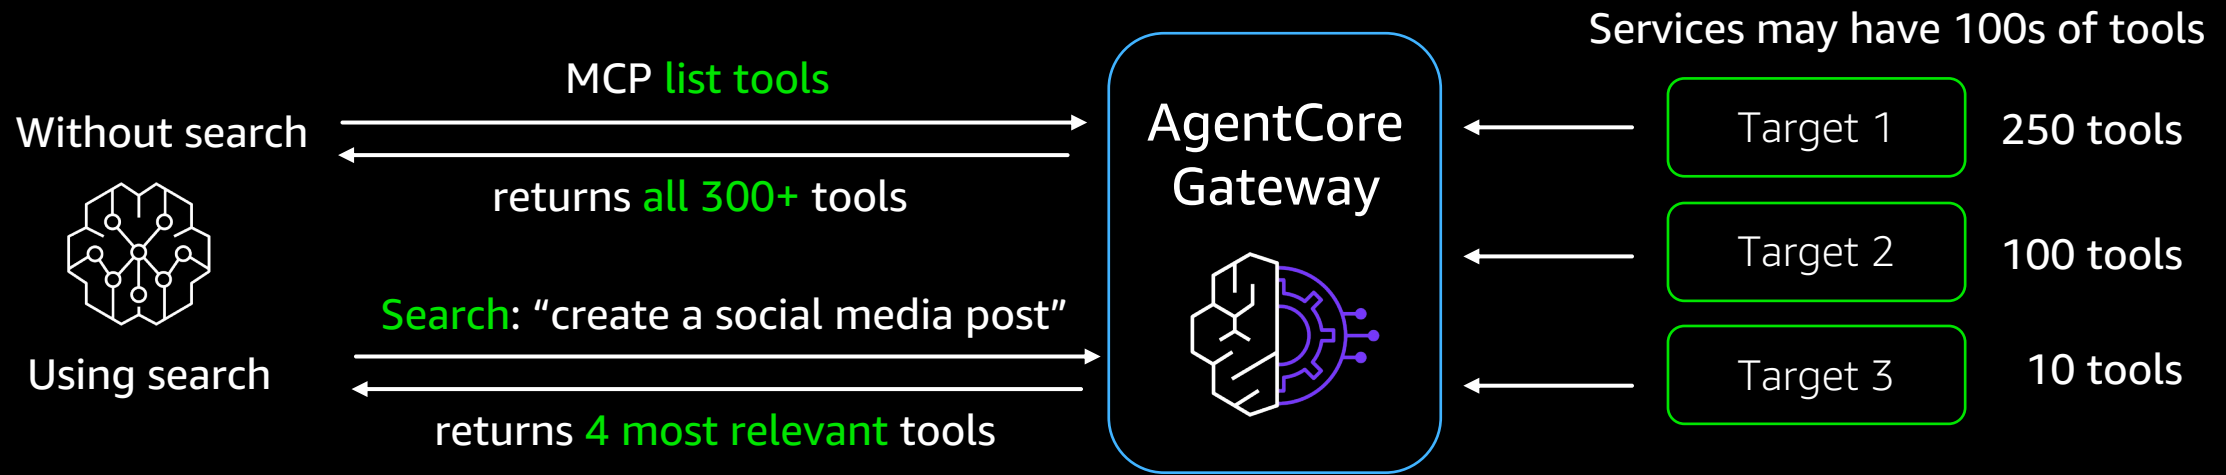 Services may have 100s of tools
MCP list tools
Without search
returns all 300+ tools
Search: “create a social media post”
Using search
returns 4 most relevant tools
AgentCore
Gateway
Target 1
250 tools
Target 2
100 tools
Target 3
10 tools